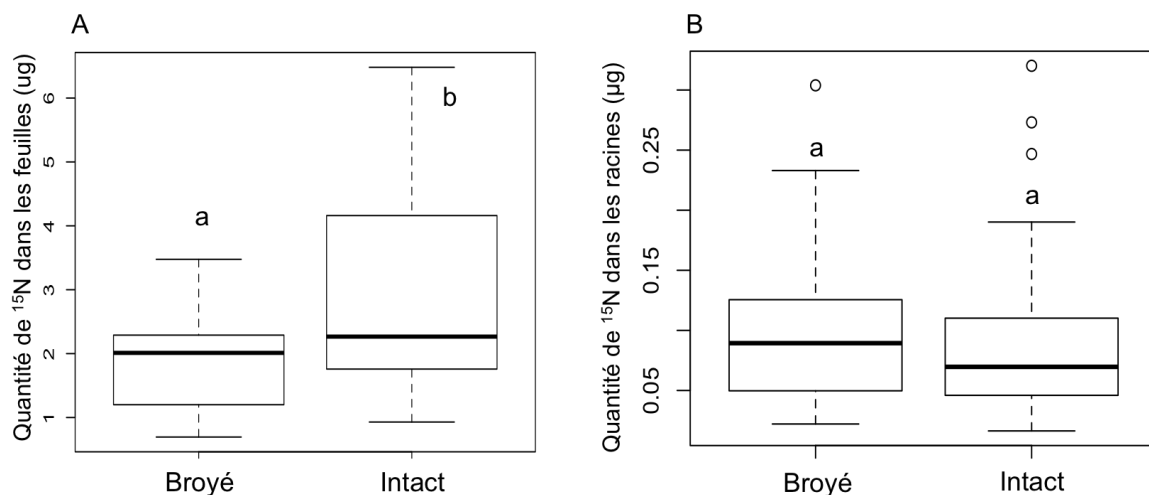 A
Quantité de ¹⁵N dans les feuilles (ug)
6
5
4
3
2
1
a
b
Broyé
Intact
B
Quantité de ¹⁵N dans les racines (µg)
0.25
0.15
0.05
a
a
Broyé
Intact